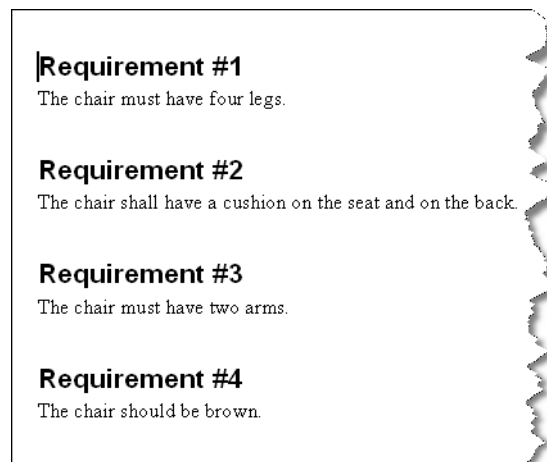 Requirement #1
The chair must have four legs.
Requirement #2
The chair shall have a cushion on the seat and on the back.
Requirement #3
The chair must have two arms.
Requirement #4
The chair should be brown.